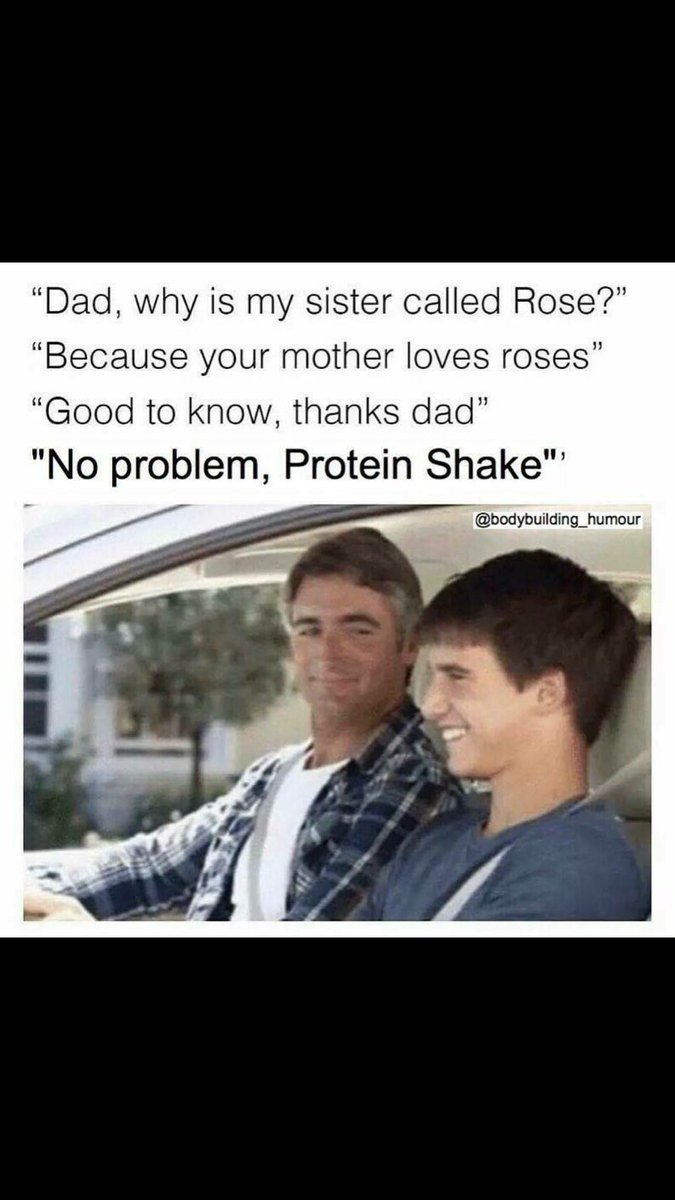 “Dad, why is my sister called Rose?”
“Because your mother loves roses”
“Good to know, thanks dad”
"No problem, Protein Shake"’
@bodybuilding_humour